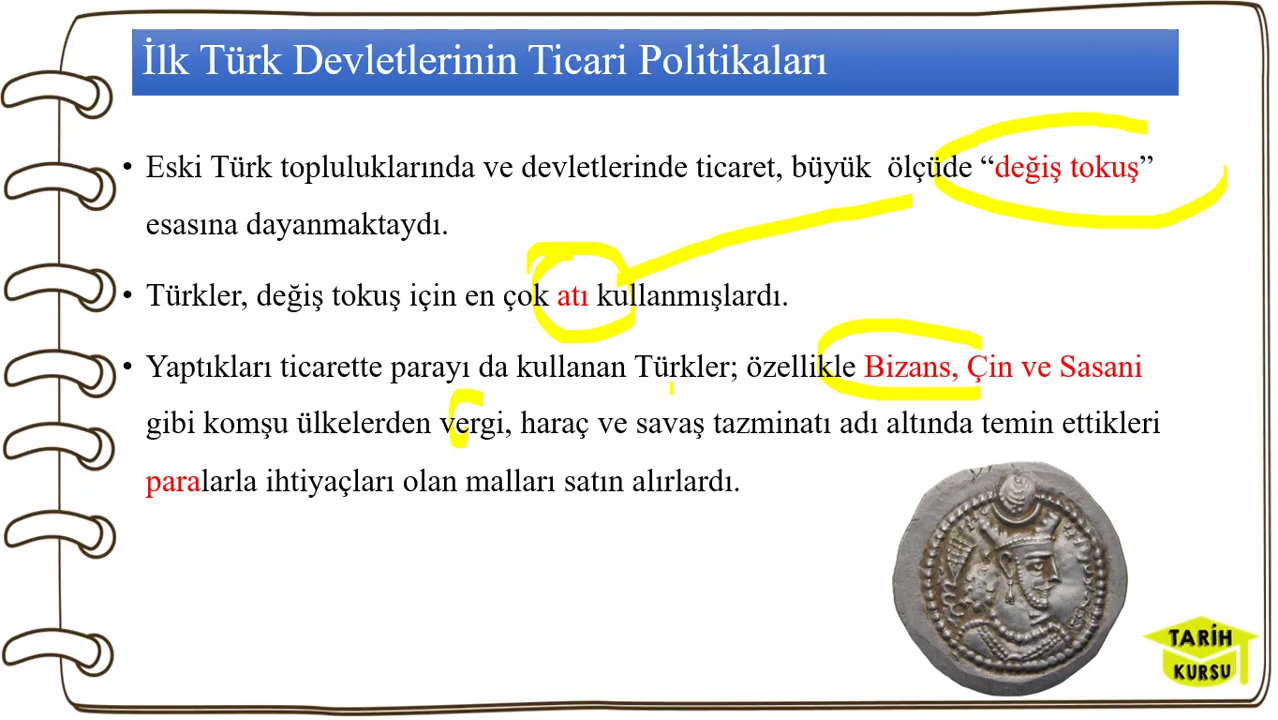 İlk Türk Devletlerinin Ticari Politikaları
• Eski Türk topluluklarında ve devletlerinde ticaret, büyük ölçüde “değiş tokuş”
esasına dayanmaktaydı.
• Türkler, değiş tokuş için en çok atı kullanmışlardı.
• Yaptıkları ticarette parayı da kullanan Türkler; özellikle Bizans, Çin ve Sasani
gibi komşu ülkelerden vergi, haraç ve savaş tazminatı adı altında temin ettikleri
paralarla ihtiyaçları olan malları satın alırlardı.
TARİH
KURSU